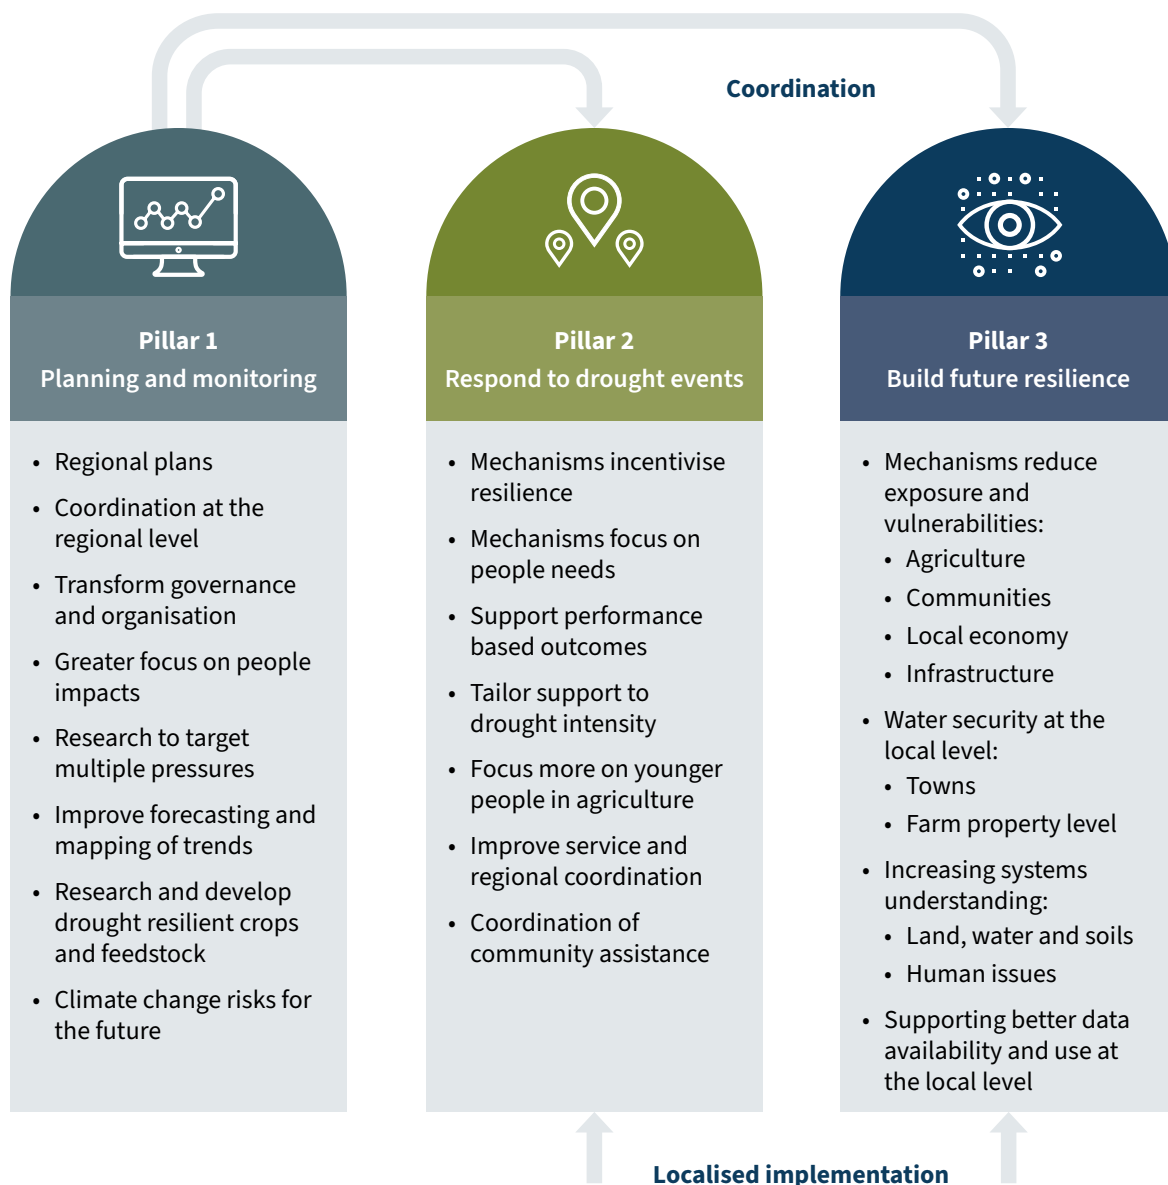 Coordination
Pillar 1
Planning and monitoring
• Regional plans
• Coordination at the
regional level
• Transform governance
and organisation
• Greater focus on people
impacts
• Research to target
multiple pressures
• Improve forecasting and
mapping of trends
• Research and develop
drought resilient crops
and feedstock
• Climate change risks for
the future
Pillar 2
Respond to drought events
• Mechanisms incentivise
resilience
• Mechanisms focus on
people needs
• Support performance
based outcomes
• Tailor support to
drought intensity
• Focus more on younger
people in agriculture
• Improve service and
regional coordination
• Coordination of
community assistance
Pillar 3
Build future resilience
• Mechanisms reduce
exposure and
vulnerabilities:
• Agriculture
• Communities
• Local economy
• Infrastructure
• Water security at the
local level:
• Towns
• Farm property level
• Increasing systems
understanding:
• Land, water and soils
• Human issues
• Supporting better data
availability and use at
the local level
Localised implementation